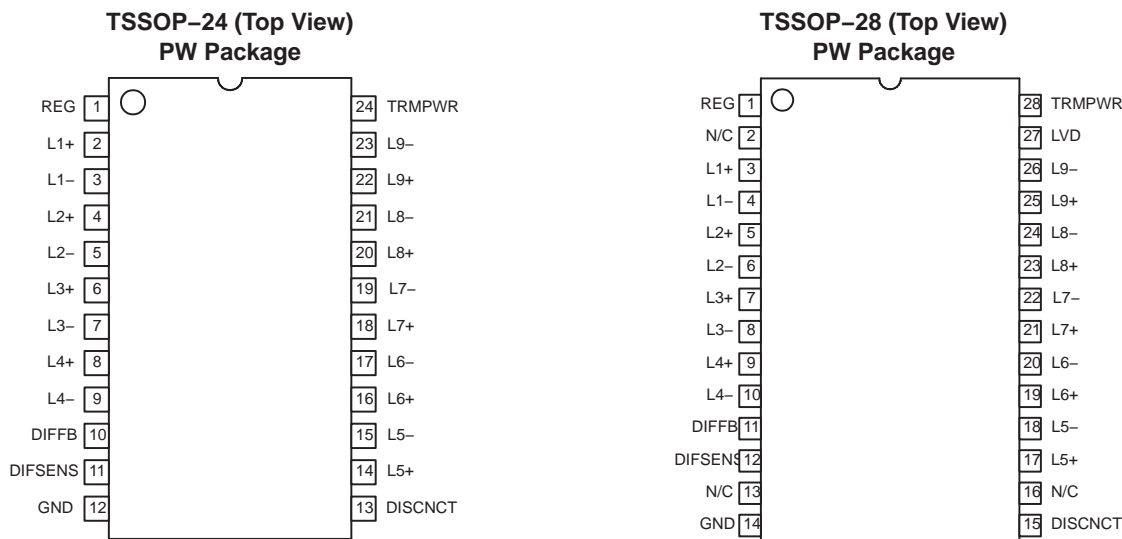 TSSOP–24 (Top View)
PW Package
REG 1
L1+ 2
L1– 3
L2+ 4
L2– 5
L3+ 6
L3– 7
L4+ 8
L4– 9
DIFFB 10
DIFSENS 11
GND 12
24 TRMPWR
23 L9–
22 L9+
21 L8–
20 L8+
19 L7–
18 L7+
17 L6–
16 L6+
15 L5–
14 L5+
13 DISCNCT
TSSOP–28 (Top View)
PW Package
REG 1
N/C 2
L1+ 3
L1– 4
L2+ 5
L2– 6
L3+ 7
L3– 8
L4+ 9
L4– 10
DIFFB 11
DIFSENS 12
N/C 13
GND 14
28 TRMPWR
27 LVD
26 L9–
25 L9+
24 L8–
23 L8+
22 L7–
21 L7+
20 L6–
19 L6+
18 L5–
17 L5+
16 N/C
15 DISCNCT